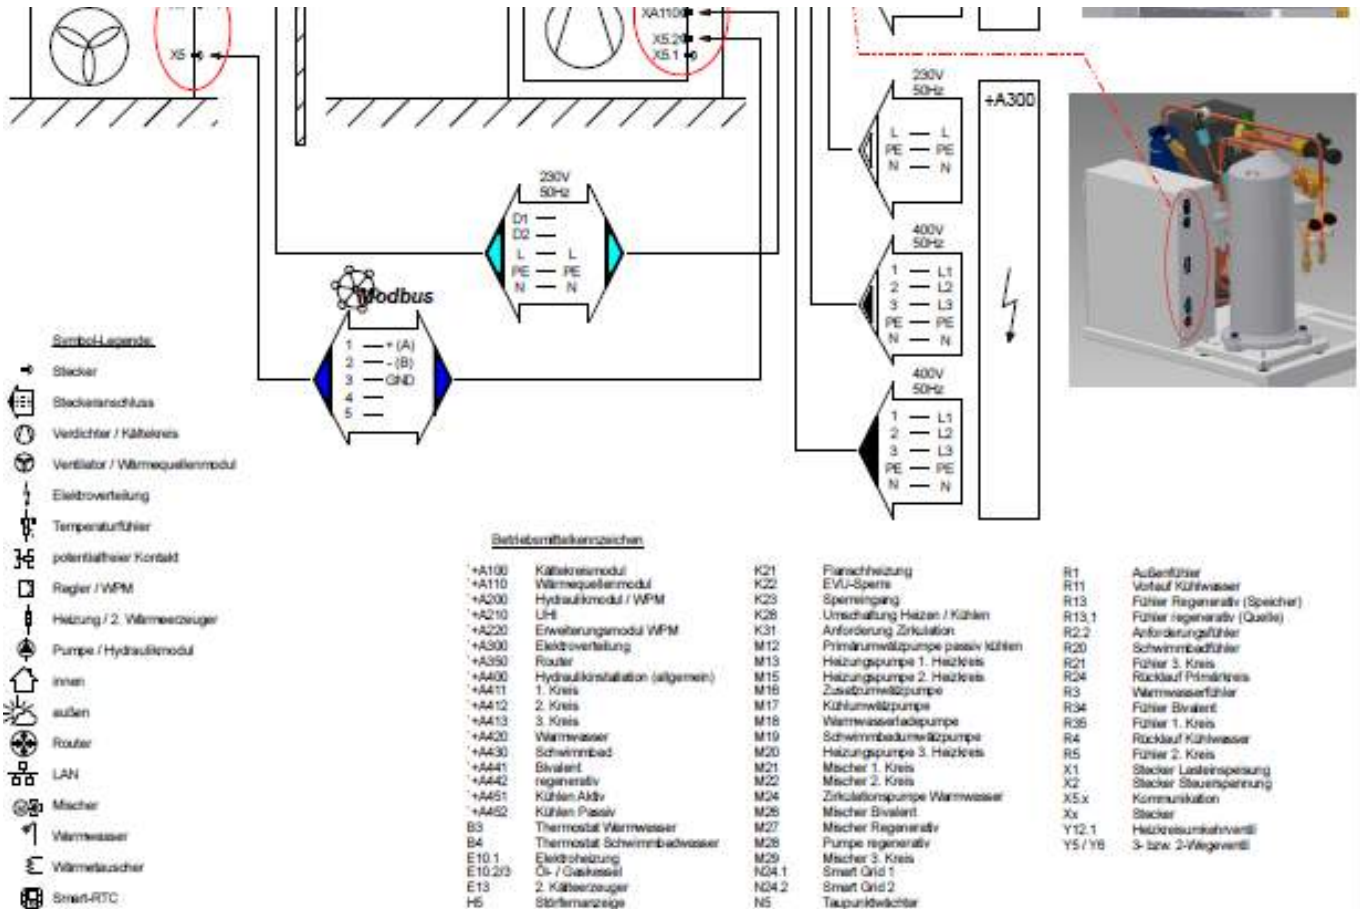 XA110
X5
X5.2
X5.1
230V
50Hz
L — L
PE — PE
N — N
+A300
230V
50Hz
D1 —
D2 —
L — L
PE — PE
N — N
400V
50Hz
1 — L1
2 — L2
3 — L3
PE — PE
N — N
Modbus
1 — + (A)
2 — - (B)
3 — GND
4 —
5 —
400V
50Hz
1 — L1
2 — L2
3 — L3
PE — PE
N — N
Symbol-Legende:
Stecker
Steckeranschluss
Verdichter / Kältekreis
Ventilator / Wärmequellenmodul
Elektroverteilung
Temperaturfühler
potentialfreier Kontakt
Regler / WPM
Heizung / 2. Wärmeerzeuger
Pumpe / Hydraulikmodul
innen
außen
Router
LAN
Mischer
Warmwasser
Wärmetauscher
Smart-RTC
Betriebsmittelkennzeichen
'+A100 Kältekreismodul
'+A110 Wärmequellenmodul
'+A200 Hydraulikmodul / WPM
'+A210 UHI
'+A220 Erweiterungsmodul WPM
'+A300 Elektroverteilung
'+A350 Router
'+A400 Hydraulikinstallation (allgemein)
'+A411 1. Kreis
'+A412 2. Kreis
'+A413 3. Kreis
'+A420 Warmwasser
'+A430 Schwimmbad
'+A441 Bivalent
'+A442 regenerativ
'+A451 Kühlen Aktiv
'+A452 Kühlen Passiv
B3 Thermostat Warmwasser
B4 Thermostat Schwimmbadwasser
E10.1 Elektroheizung
E10.2/3 Öl- / Gaskessel
E13 2. Kälteerzeuger
H5 Störfernanzeige
K21 Flanschheizung
K22 EVU-Sperre
K23 Sperreingang
K28 Umschaltung Heizen / Kühlen
K31 Anforderung Zirkulation
M12 Primärumwälzpumpe passiv kühlen
M13 Heizungspumpe 1. Heizkreis
M15 Heizungspumpe 2. Heizkreis
M16 Zusatzumwälzpumpe
M17 Kühlumwälzpumpe
M18 Warmwasserladepumpe
M19 Schwimmbadumwälzpumpe
M20 Heizungspumpe 3. Heizkreis
M21 Mischer 1. Kreis
M22 Mischer 2. Kreis
M24 Zirkulationspumpe Warmwasser
M26 Mischer Bivalent
M27 Mischer Regenerativ
M28 Pumpe regenerativ
M29 Mischer 3. Kreis
N24.1 Smart Grid 1
N24.2 Smart Grid 2
N5 Taupunktwächter
R1 Außenfühler
R11 Vorlauf Kühlwasser
R13 Fühler Regenerativ (Speicher)
R13,1 Fühler regenerativ (Quelle)
R2.2 Anforderungsfühler
R20 Schwimmbadfühler
R21 Fühler 3. Kreis
R24 Rücklauf Primärkreis
R3 Warmwasserfühler
R34 Fühler Bivalent
R35 Fühler 1. Kreis
R4 Rücklauf Kühlwasser
R5 Fühler 2. Kreis
X1 Stecker Lasteinspeisung
X2 Stecker Steuerspannung
X5.x Kommunikation
Xx Stecker
Y12.1 Heizkreisumkehrventil
Y5 / Y6 3- bzw. 2-Wegeventil